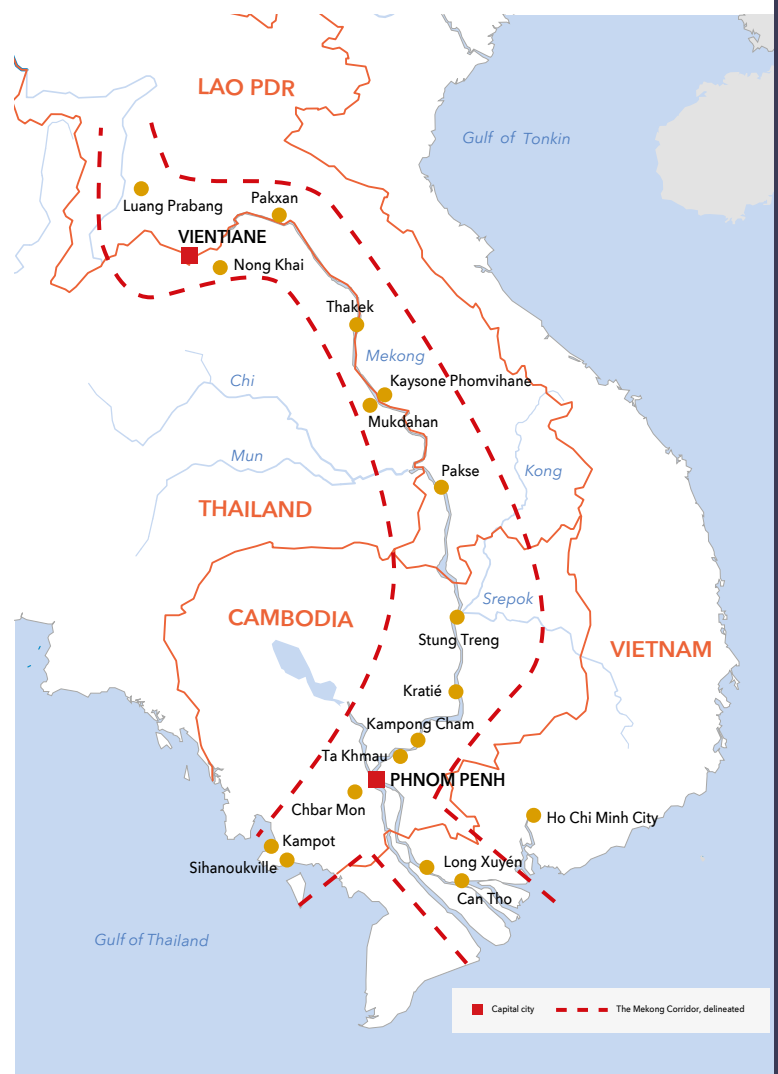 LAO PDR
Gulf of Tonkin
Luang Prabang
Pakxan
VIENTIANE
Nong Khai
Thakek
Mekong
Kaysone Phomvihane
Chi
Mukdahan
Mun
Pakse
Kong
THAILAND
Srepok
CAMBODIA
Stung Treng
VIETNAM
Kratié
Kampong Cham
Ta Khmau
PHNOM PENH
Chbar Mon
Ho Chi Minh City
Kampot
Long Xuyén
Sihanoukville
Can Tho
Gulf of Thailand
Capital city
The Mekong Corridor, delineated